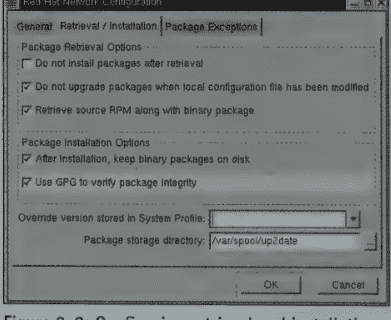 Red Hat Network Configuration
General Retrieval / Installation Package Exceptions
Package Retrieval Options
Do not install packages after retrieval
Do not upgrade packages when local configuration file has been modified
Retrieve source RPM along with binary package
Package Installation Options
After installation, keep binary packages on disk
Use GPG to verify package integrity
Override version stored in System Profile:
Package storage directory: /var/spool/up2date ...
OK Cancel